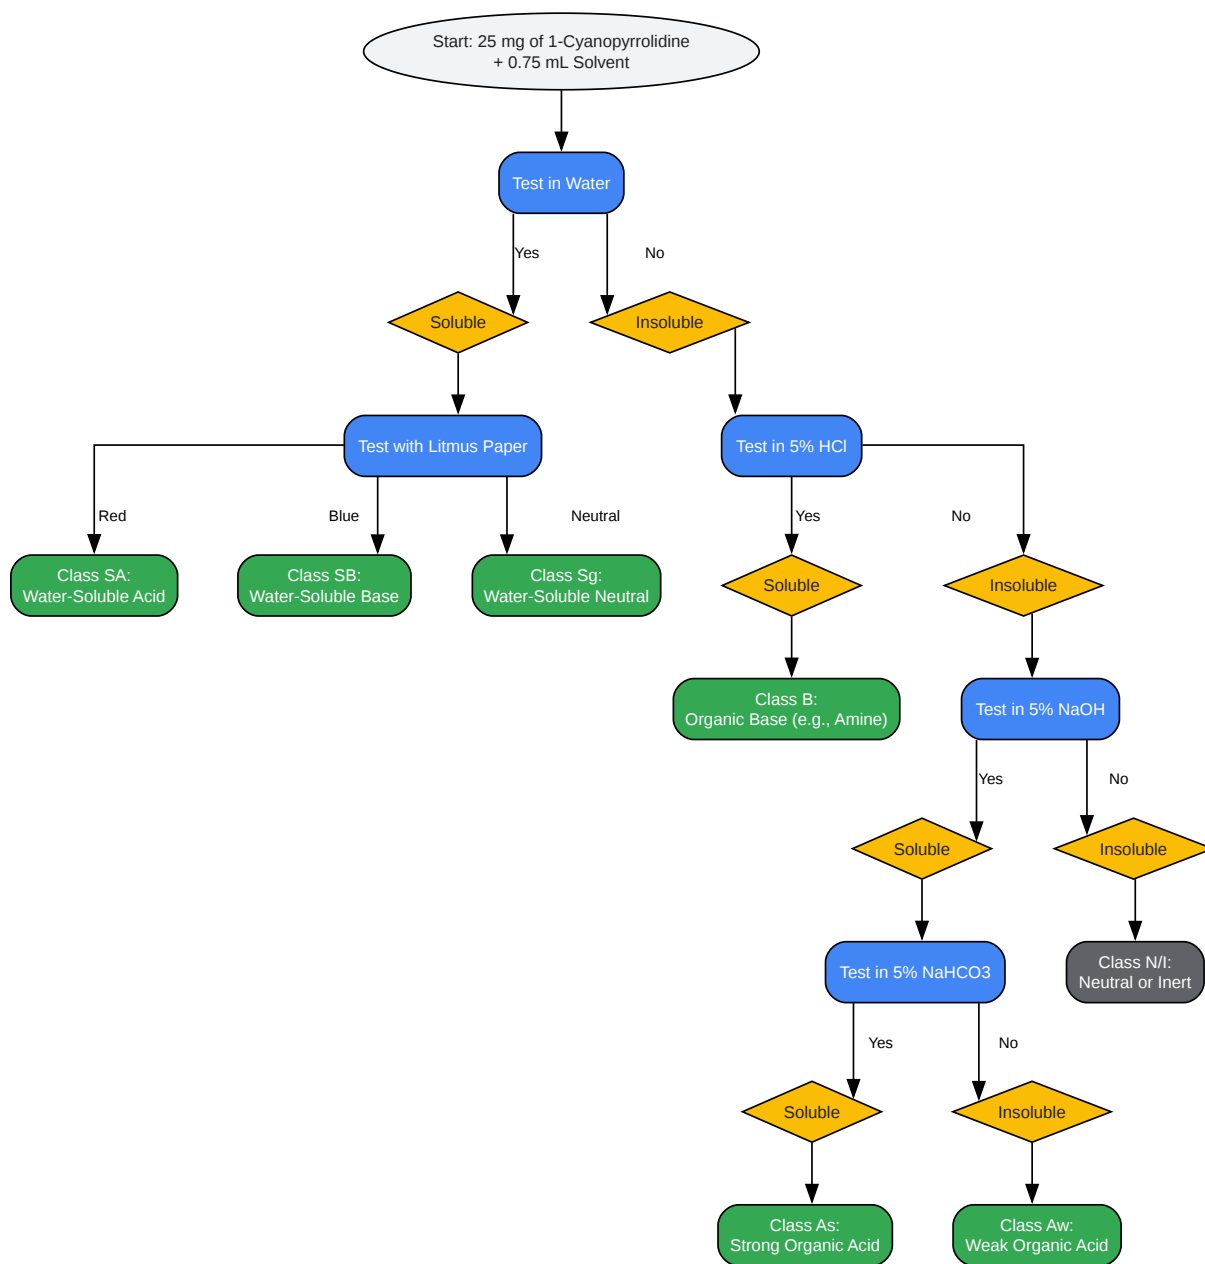 Start: 25 mg of 1-Cyanopyrrolidine
+ 0.75 mL Solvent
Test in Water
Yes
No
Soluble
Insoluble
Test with Litmus Paper
Test in 5% HCl
Red
Blue
Neutral
Yes
No
Class SA:
Water-Soluble Acid
Class SB:
Water-Soluble Base
Class Sg:
Water-Soluble Neutral
Soluble
Insoluble
Class B:
Organic Base (e.g., Amine)
Test in 5% NaOH
Yes
No
Soluble
Insoluble
Test in 5% NaHCO3
Class N/I:
Neutral or Inert
Yes
No
Soluble
Insoluble
Class As:
Strong Organic Acid
Class Aw:
Weak Organic Acid